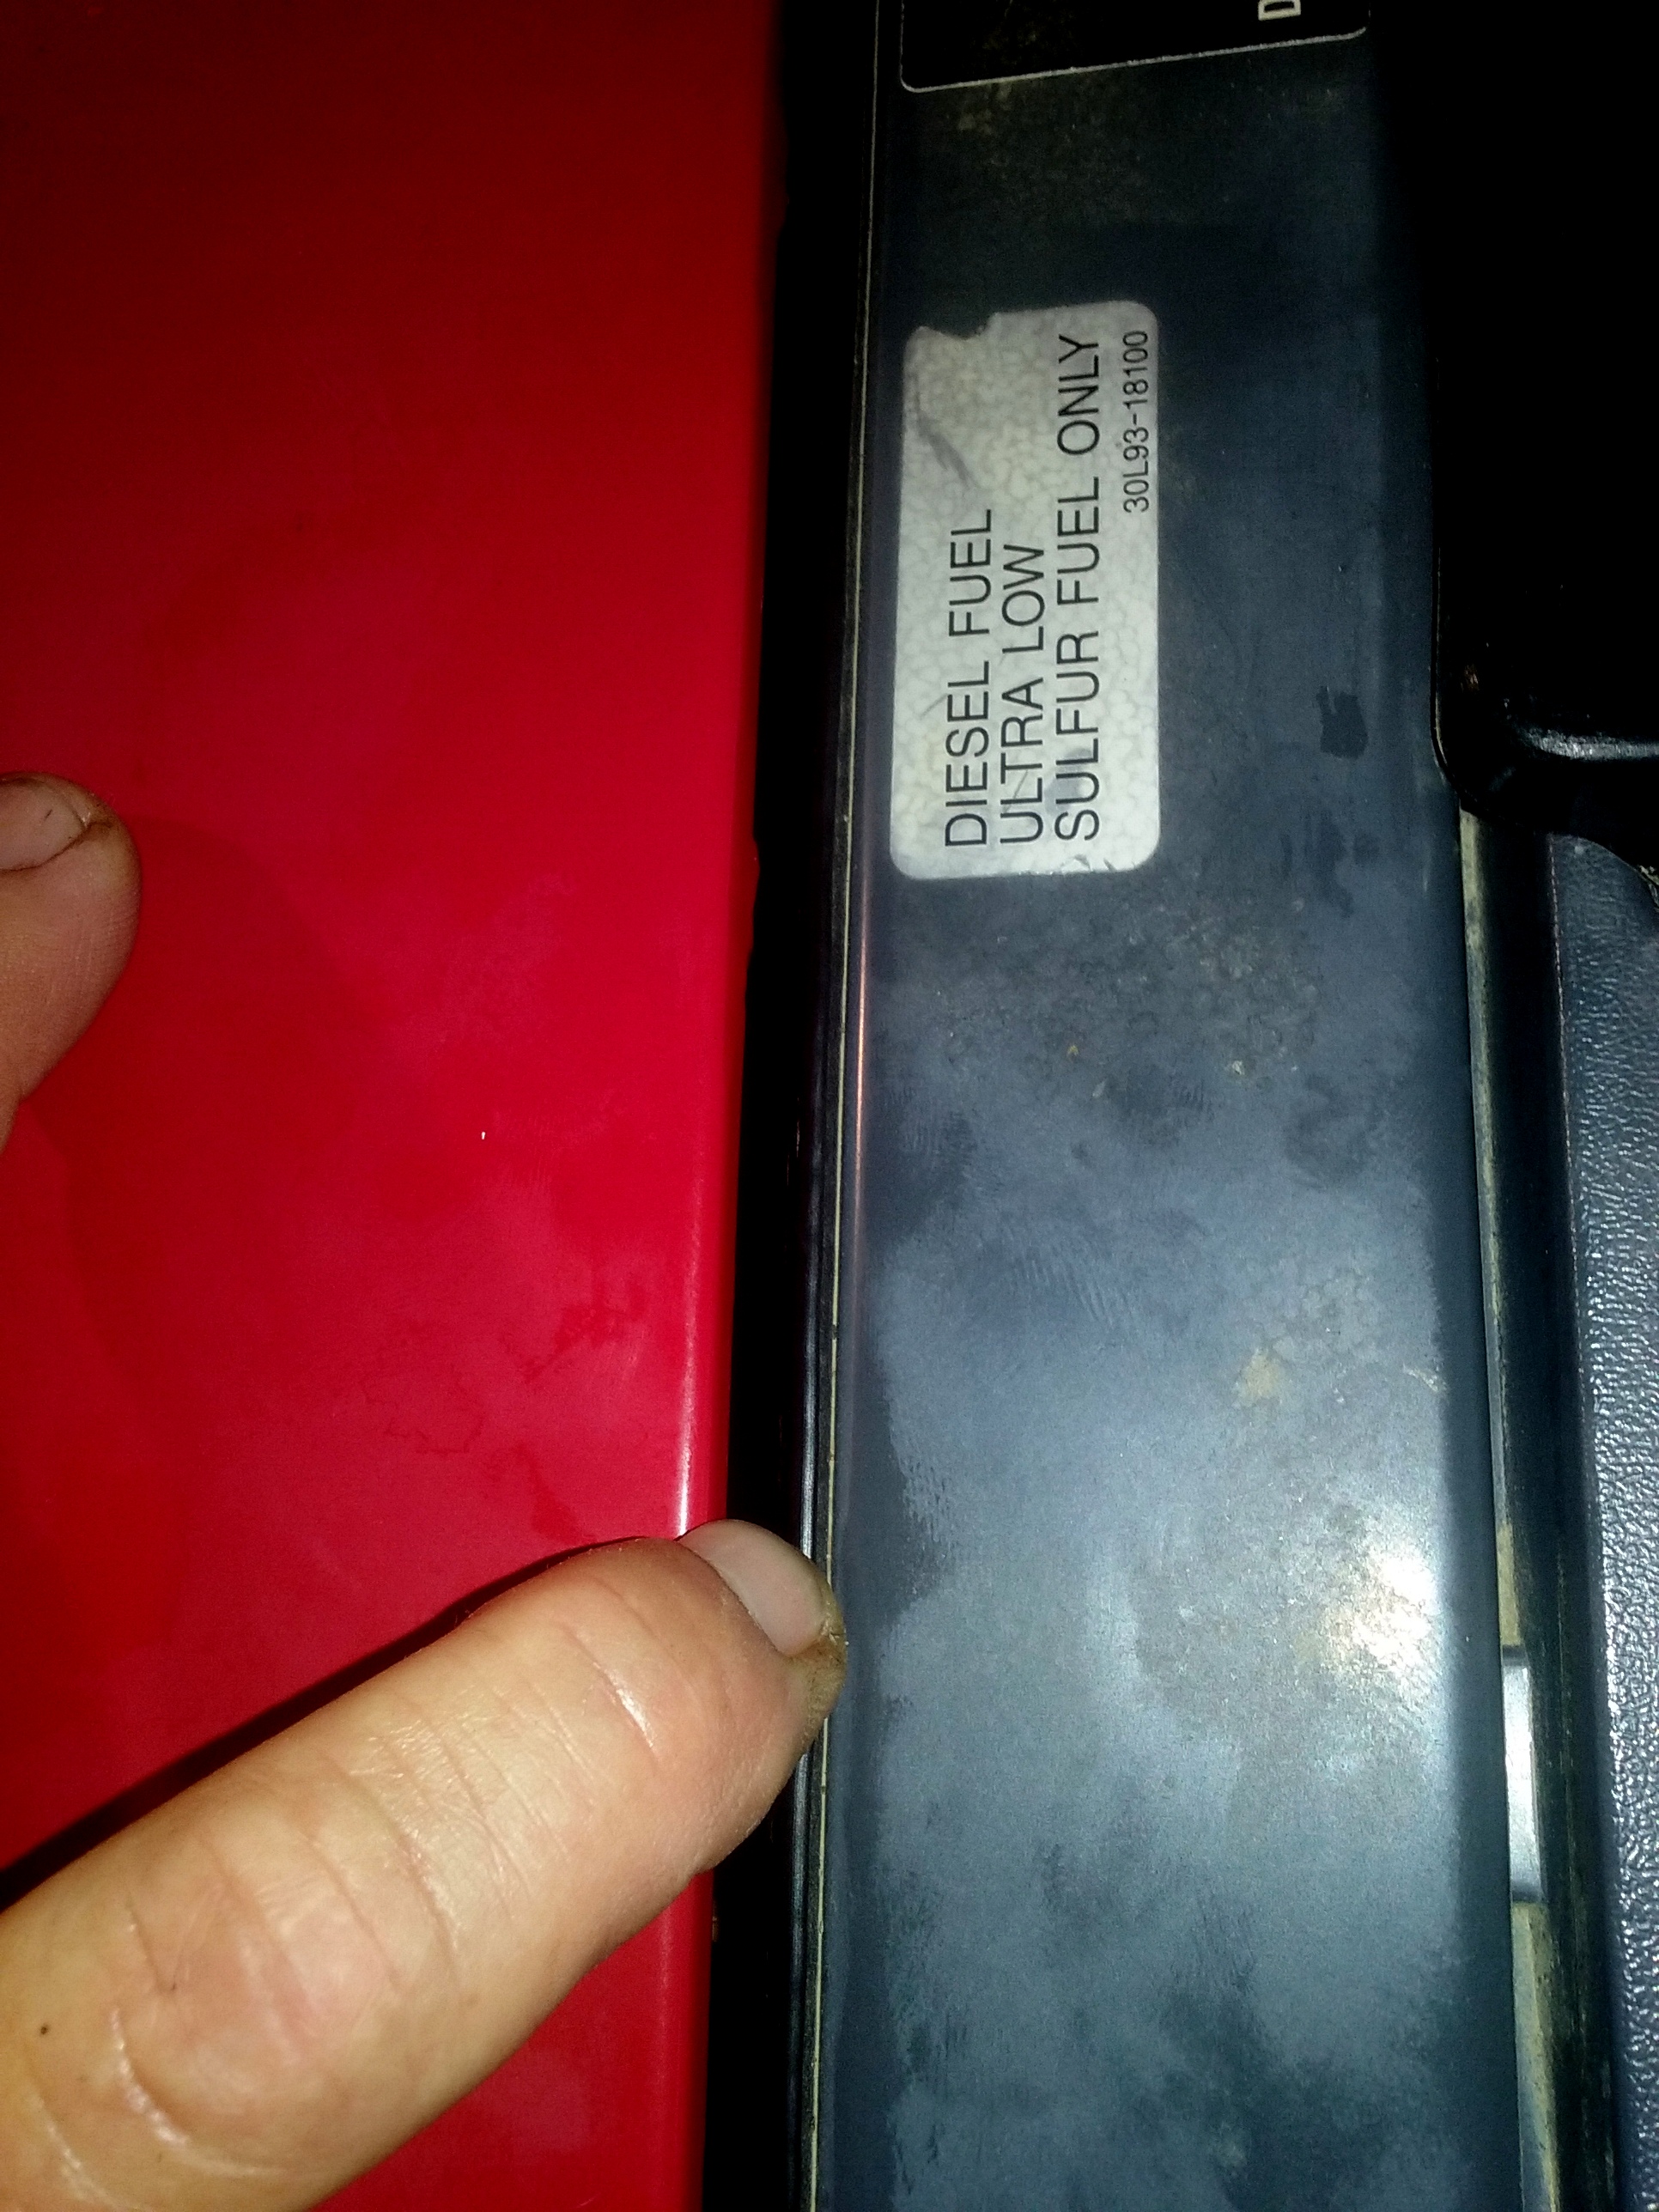 DIESEL FUEL
ULTRA LOW
SULFUR FUEL ONLY
30L93-18100
D